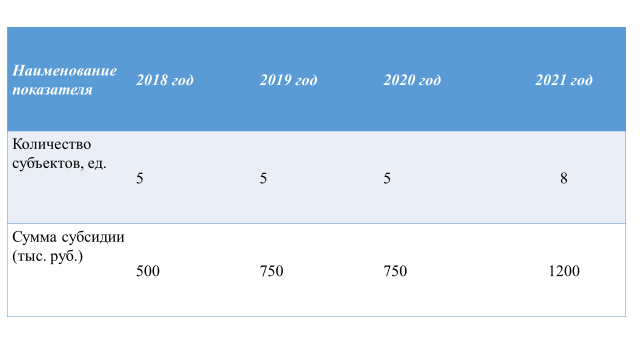 Наименование
показателя
2018 год
2019 год
2020 год
2021 год
Количество
субъектов, ед.
5
5
5
8
Сумма субсидии
(тыс. руб.)
500
750
750
1200